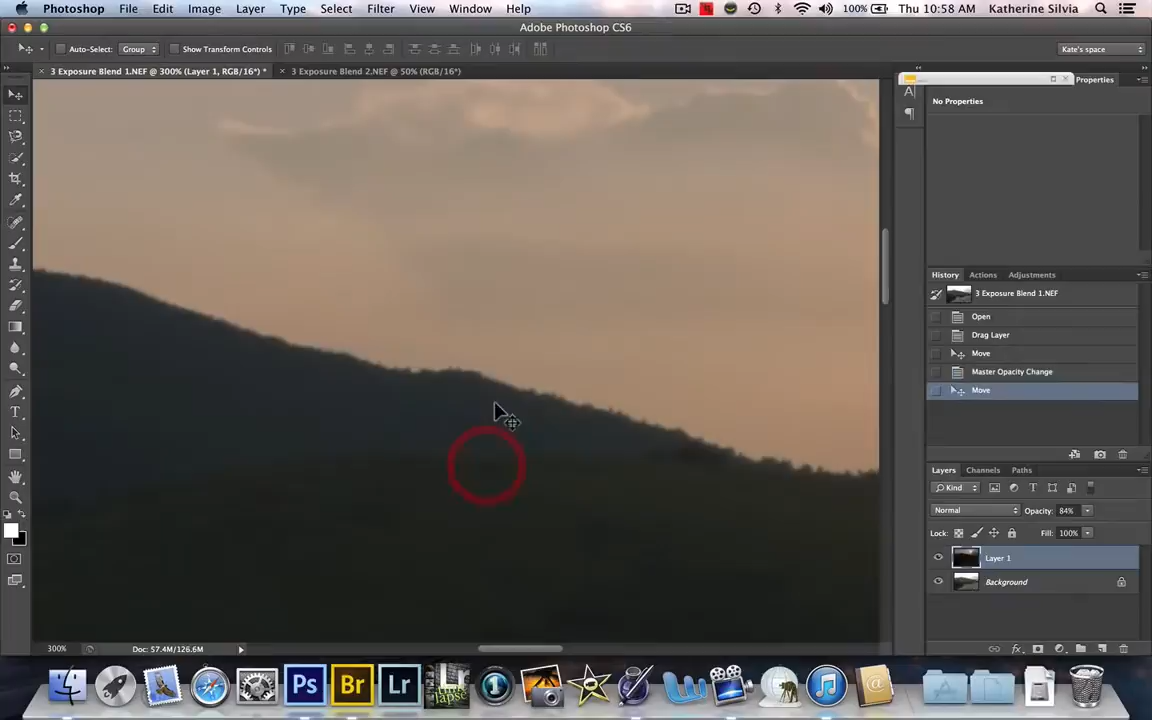 Photoshop File Edit Image Layer Type Select Filter View Window Help 100% Thu 10:58 AM Katherine Silvia
Adobe Photoshop CS6
Auto-Select: Group Show Transform Controls Kate's space
3 Exposure Blend 1.NEF @ 300% (Layer 1, RGB/16*) * 3 Exposure Blend 2.NEF @ 50% (RGB/16*)
Properties
No Properties
History Actions Adjustments
3 Exposure Blend 1.NEF
Open
Drag Layer
Move
Master Opacity Change
Move
Layers Channels Paths
Kind
Normal Opacity: 84%
Lock: Fill: 100%
Layer 1
Background
300% Doc: 57.4M/126.6M
Ps Br Lr